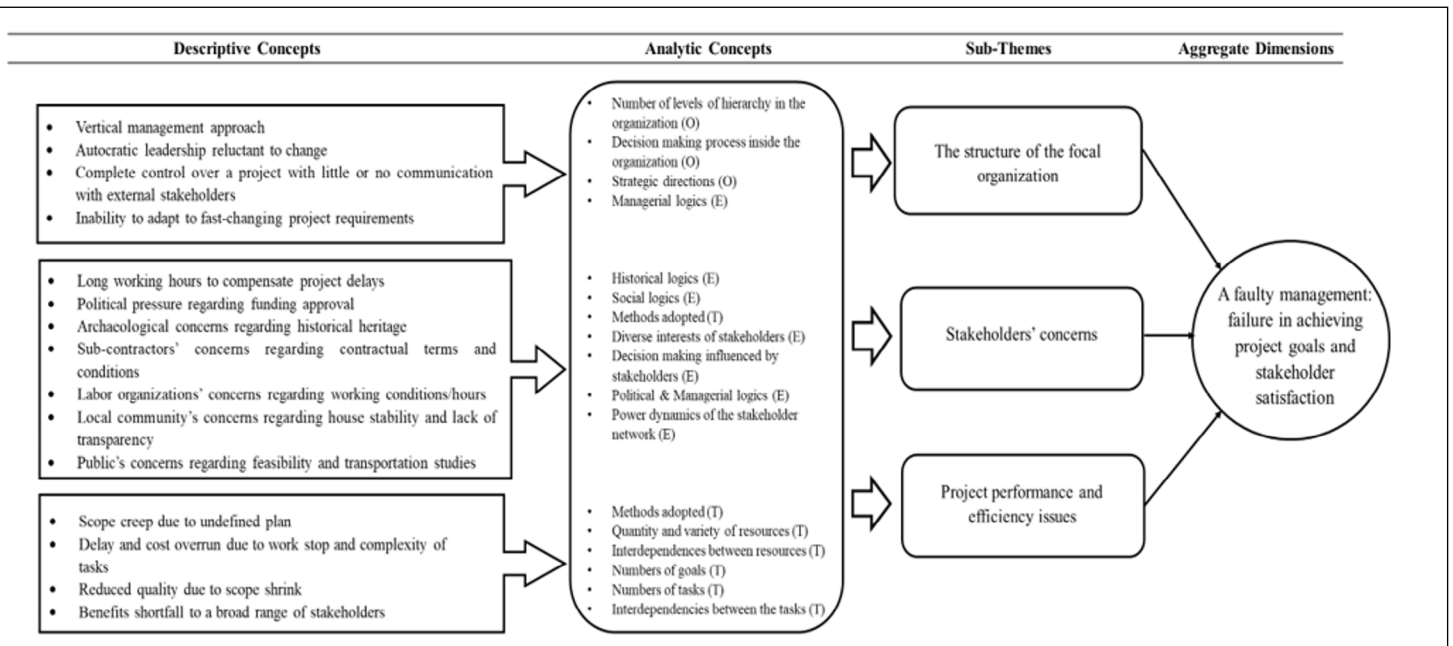 Descriptive Concepts
Analytic Concepts
Sub-Themes
Aggregate Dimensions
• Vertical management approach
• Autocratic leadership reluctant to change
• Complete control over a project with little or no communication
with external stakeholders
• Inability to adapt to fast-changing project requirements
• Long working hours to compensate project delays
• Political pressure regarding funding approval
• Archaeological concerns regarding historical heritage
• Sub-contractors' concerns regarding contractual terms and
conditions
• Labor organizations' concerns regarding working conditions/hours
• Local community's concerns regarding house stability and lack of
transparency
• Public's concerns regarding feasibility and transportation studies
• Scope creep due to undefined plan
• Delay and cost overrun due to work stop and complexity of
tasks
• Reduced quality due to scope shrink
• Benefits shortfall to a broad range of stakeholders
• Number of levels of hierarchy in the
organization (O)
• Decision making process inside the
organization (O)
• Strategic directions (O)
• Managerial logics (E)
• Historical logics (E)
• Social logics (E)
• Methods adopted (T)
• Diverse interests of stakeholders (E)
• Decision making influenced by
stakeholders (E)
• Political & Managerial logics (E)
• Power dynamics of the stakeholder
network (E)
• Methods adopted (T)
• Quantity and variety of resources (T)
• Interdependences between resources (T)
• Numbers of goals (T)
• Numbers of tasks (T)
• Interdependencies between the tasks (T)
The structure of the focal
organization
Stakeholders' concerns
Project performance and
efficiency issues
A faulty management:
failure in achieving
project goals and
stakeholder
satisfaction